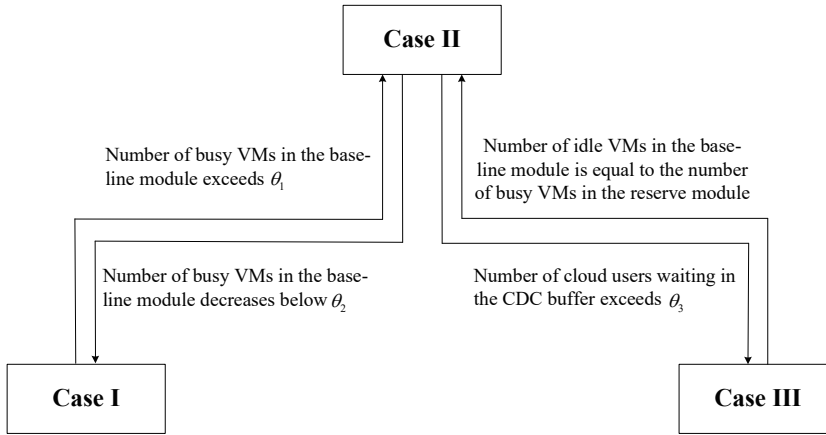 Case II
Number of busy VMs in the base-
line module exceeds θ₁
Number of idle VMs in the base-
line module is equal to the number
of busy VMs in the reserve module
Number of busy VMs in the base-
line module decreases below θ₂
Number of cloud users waiting in
the CDC buffer exceeds θ₃
Case I
Case III